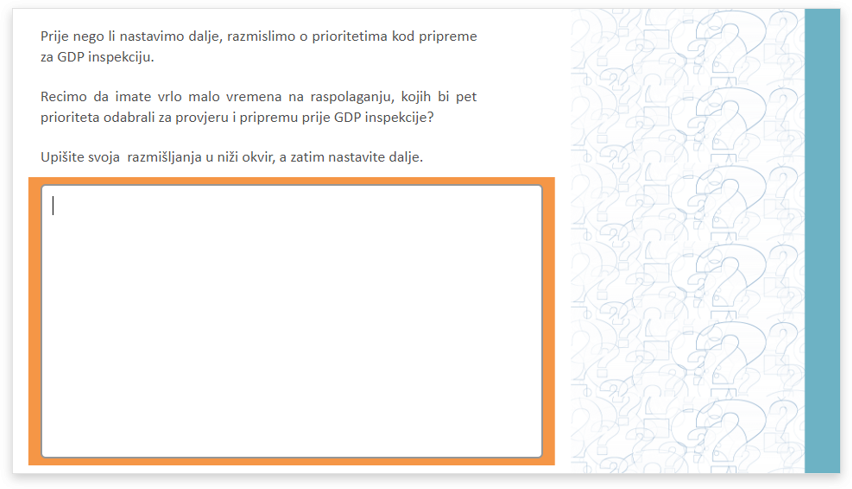 Prije nego li nastavimo dalje, razmislimo o prioritetima kod pripreme
za GDP inspekciju.
Recimo da imate vrlo malo vremena na raspolaganju, kojih bi pet
prioriteta odabrali za provjeru i pripremu prije GDP inspekcije?
Upišite svoja  razmišljanja u niži okvir, a zatim nastavite dalje.